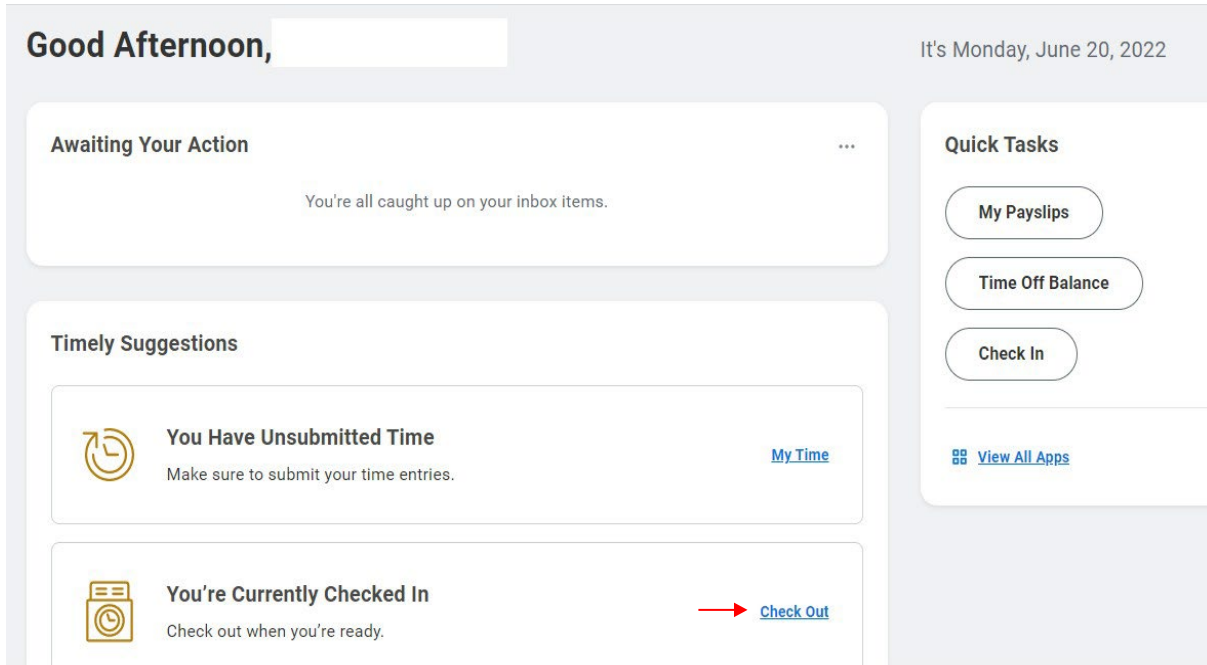 Good Afternoon,
It's Monday, June 20, 2022
Awaiting Your Action
You're all caught up on your inbox items.
Timely Suggestions
You Have Unsubmitted Time
Make sure to submit your time entries.
My Time
You’re Currently Checked In
Check out when you’re ready.
Check Out
Quick Tasks
My Payslips
Time Off Balance
Check In
View All Apps